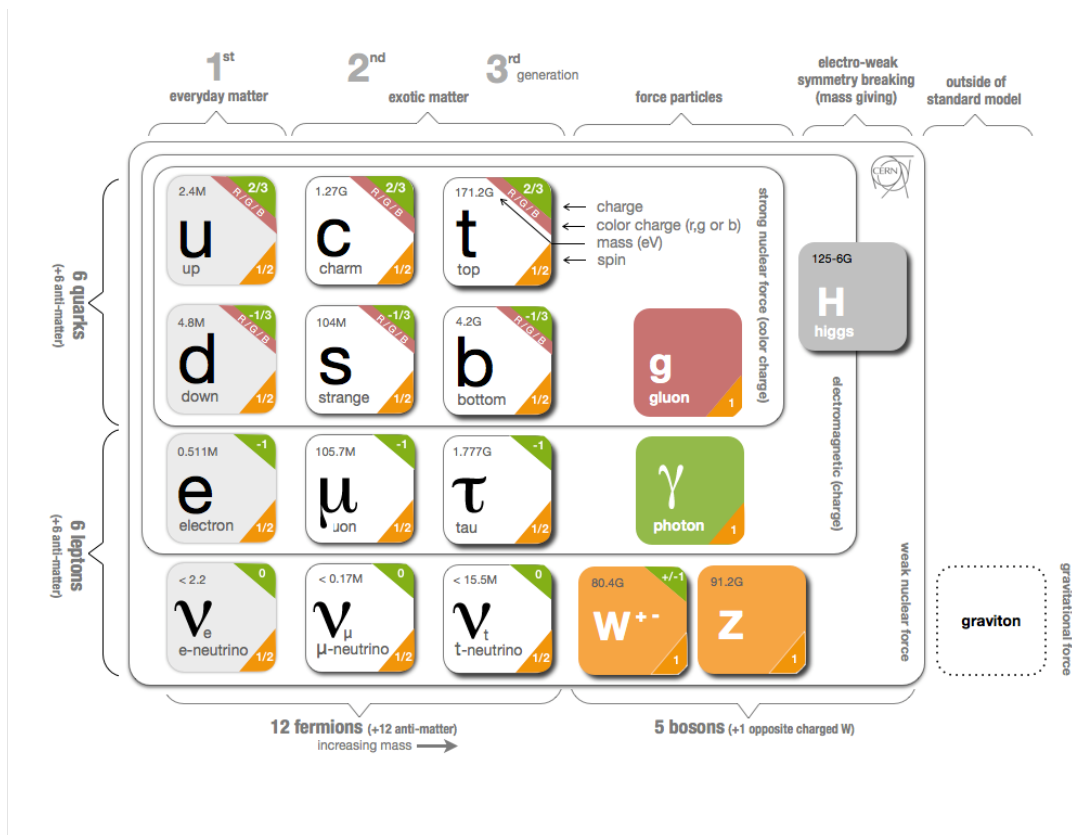 1st
everyday matter
2nd
3rd generation
exotic matter
force particles
electro-weak
symmetry breaking
(mass giving)
outside of
standard model
6 quarks
(+6 anti-matter)
2.4M
2/3
R/G/B
u
up
1/2
1.27G
2/3
R/G/B
c
charm
1/2
171.2G
2/3
R/G/B
t
top
1/2
charge
color charge (r,g or b)
mass (eV)
spin
strong nuclear force (color charge)
CERN
125-6G
H
higgs
4.8M
-1/3
R/G/B
d
down
1/2
104M
-1/3
R/G/B
s
strange
1/2
4.2G
-1/3
R/G/B
b
bottom
1/2
g
gluon
1
electromagnetic (charge)
6 leptons
(+6 anti-matter)
0.511M
-1
e
electron
1/2
105.7M
-1
μ
uon
1/2
1.777G
-1
τ
tau
1/2
γ
photon
1
weak nuclear force
< 2.2
0
νe
e-neutrino
1/2
< 0.17M
0
νμ
μ-neutrino
1/2
< 15.5M
0
νt
t-neutrino
1/2
80.4G
+/-1
W+-
1
91.2G
Z
1
graviton
gravitational force
12 fermions (+12 anti-matter)
increasing mass
5 bosons (+1 opposite charged W)